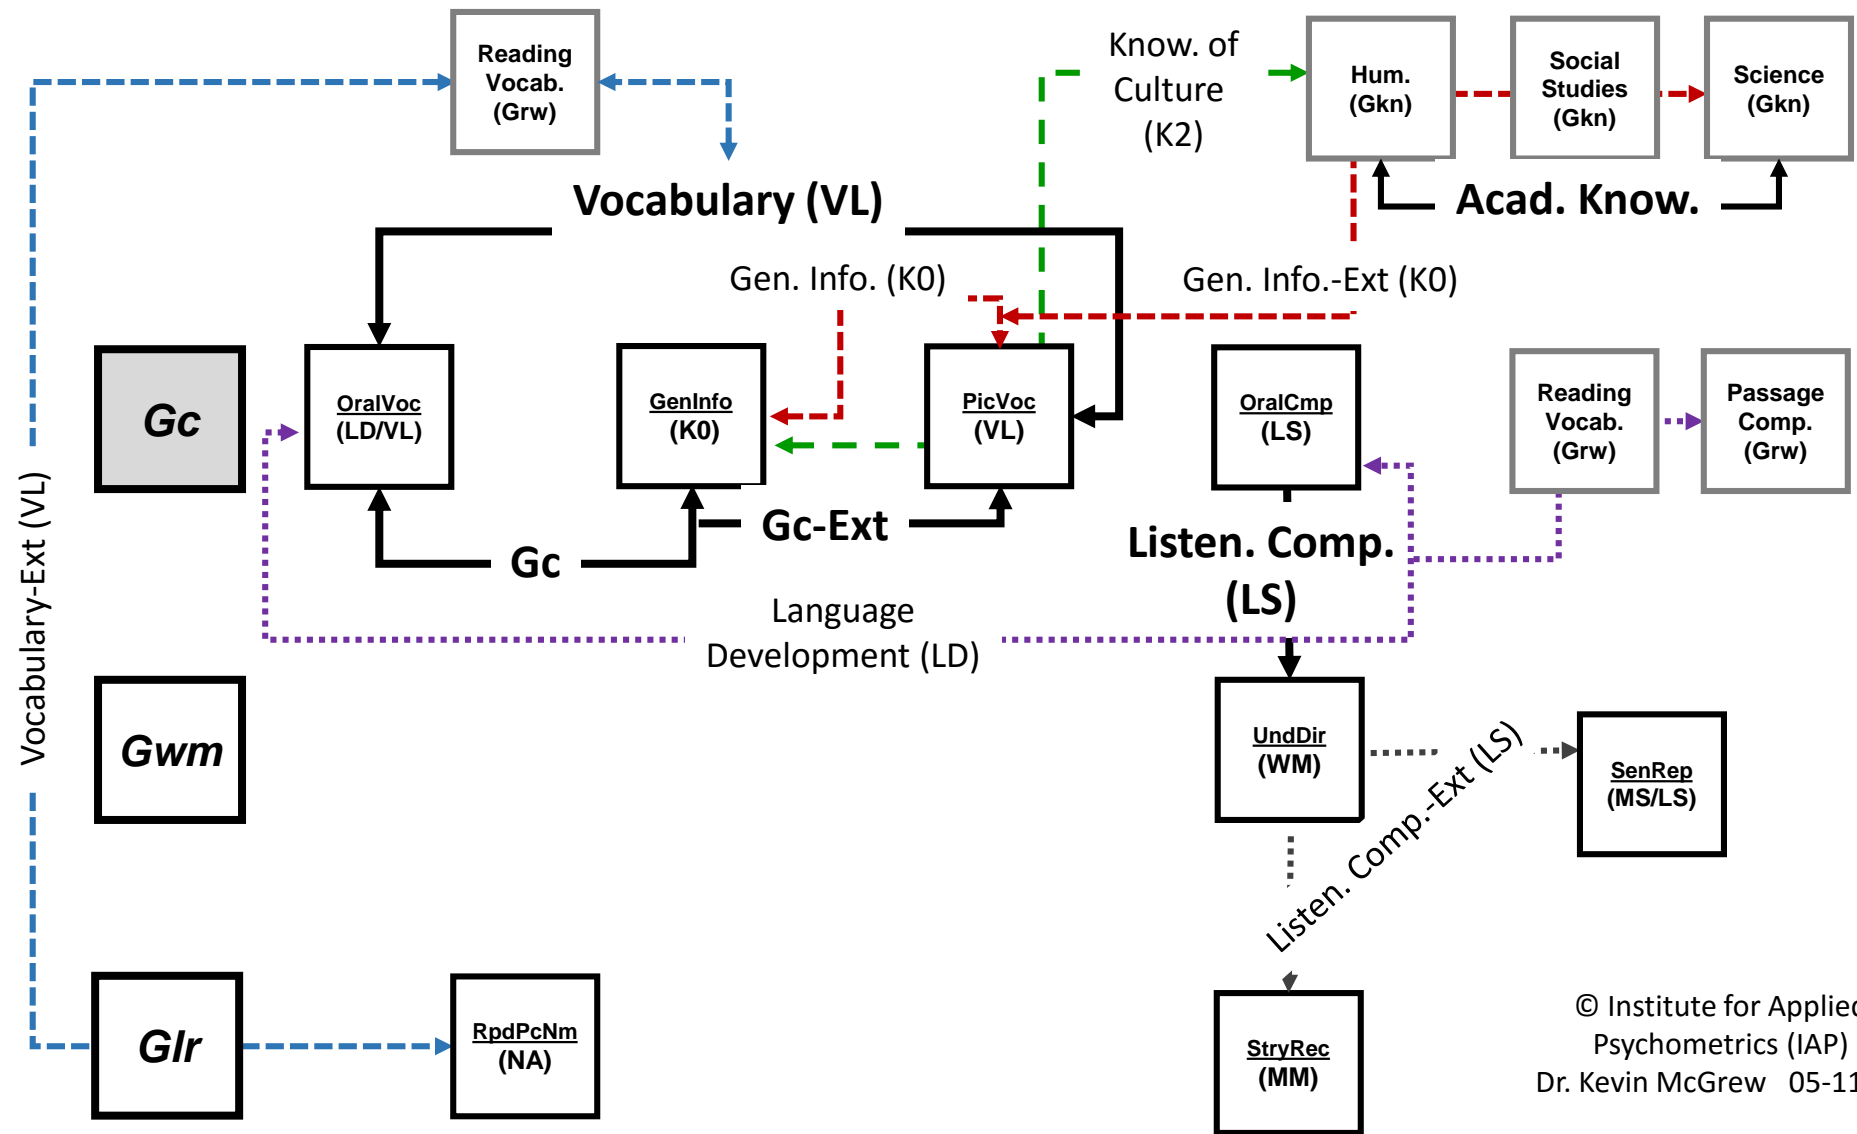 Reading
Vocab.
(Grw)
Know. of
Culture
(K2)
Hum.
(Gkn)
Social
Studies
(Gkn)
Science
(Gkn)
Vocabulary (VL)
Acad. Know.
Gen. Info. (K0)
Gen. Info.-Ext (K0)
Gc
OralVoc
(LD/VL)
GenInfo
(K0)
PicVoc
(VL)
OralCmp
(LS)
Reading
Vocab.
(Grw)
Passage
Comp.
(Grw)
Vocabulary-Ext (VL)
Gc-Ext
Gc
Listen. Comp.
(LS)
Language
Development (LD)
Gwm
UndDir
(WM)
Listen. Comp.-Ext (LS)
SenRep
(MS/LS)
Glr
RpdPcNm
(NA)
StryRec
(MM)
© Institute for Applied
Psychometrics (IAP)
Dr. Kevin McGrew 05-11